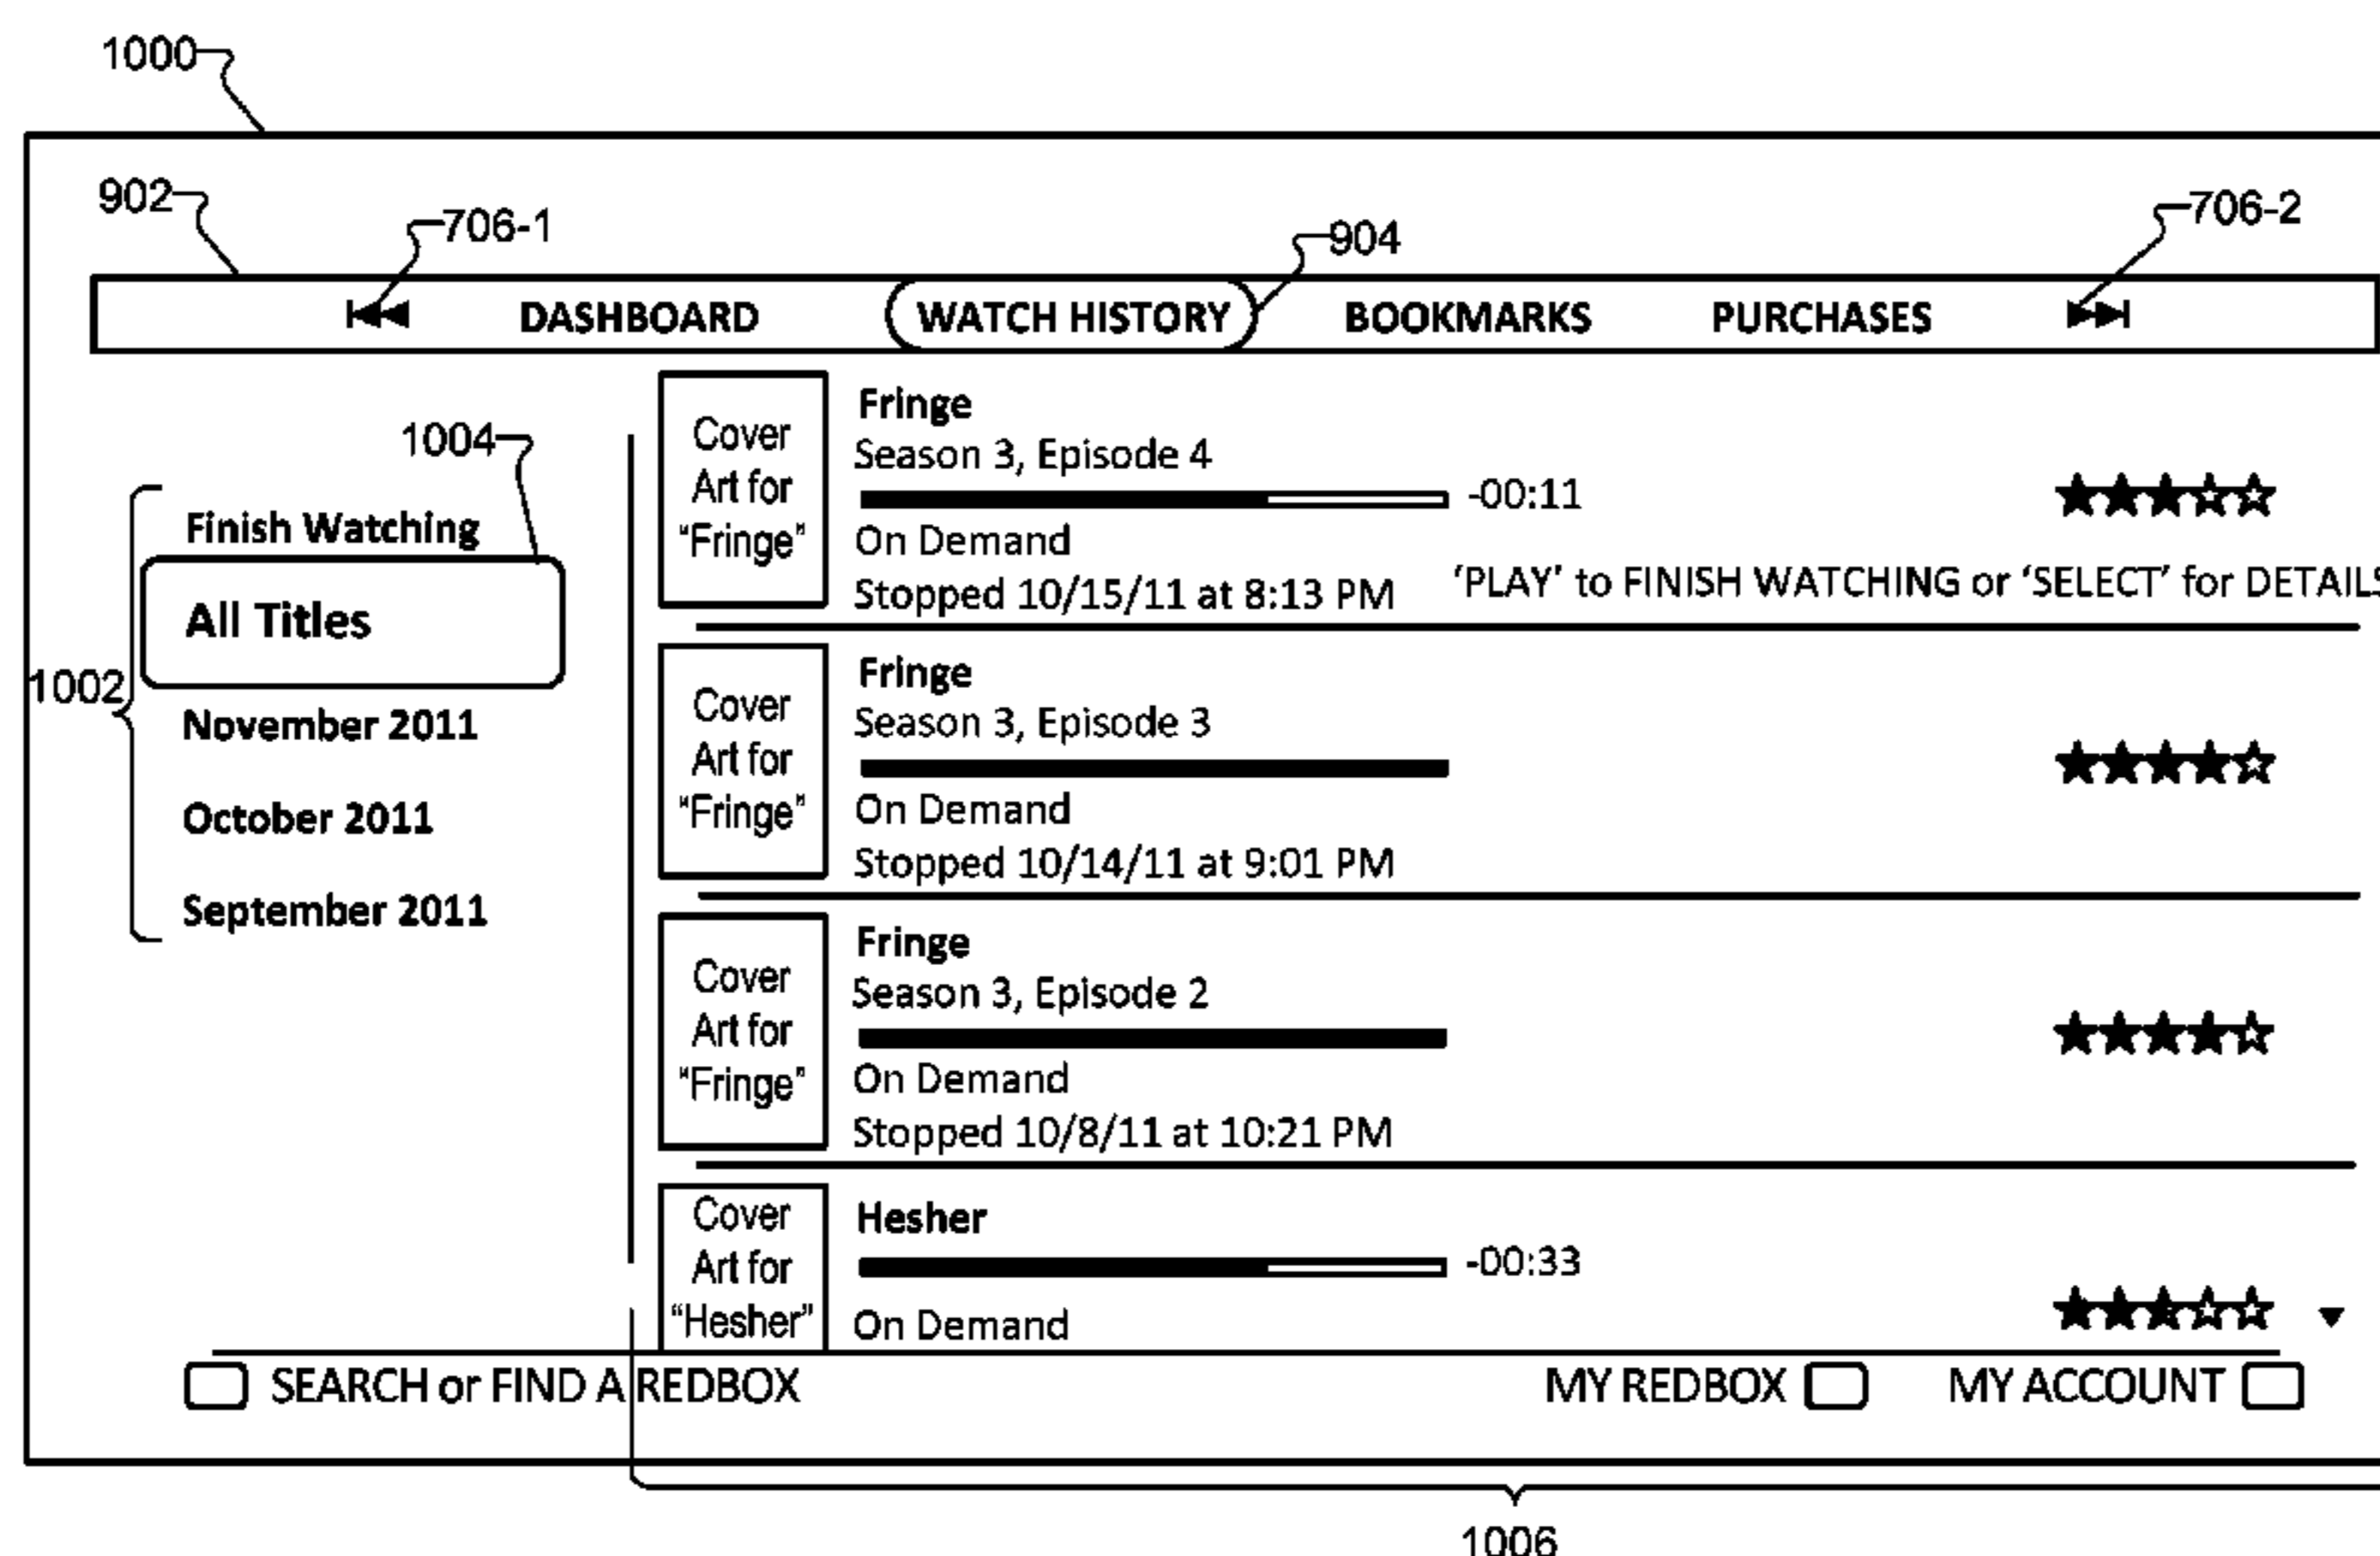 1000
902
706-1
904
706-2
DASHBOARD WATCH HISTORY BOOKMARKS PURCHASES
1004
1002
Finish Watching
All Titles
November 2011
October 2011
September 2011
Cover
Art for
"Fringe"
Fringe
Season 3, Episode 4
-00:11
On Demand
Stopped 10/15/11 at 8:13 PM
'PLAY' to FINISH WATCHING or 'SELECT' for DETAILS
Cover
Art for
"Fringe"
Fringe
Season 3, Episode 3
On Demand
Stopped 10/14/11 at 9:01 PM
Cover
Art for
"Fringe"
Fringe
Season 3, Episode 2
On Demand
Stopped 10/8/11 at 10:21 PM
Cover
Art for
"Hesher"
Hesher
-00:33
On Demand
SEARCH or FIND A REDBOX MY REDBOX MY ACCOUNT
1006